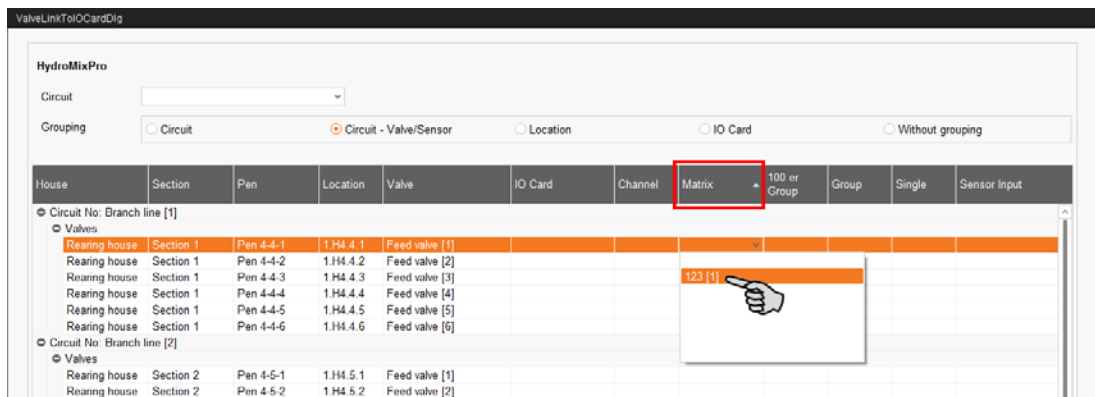 ValveLinkToIOCardDlg
HydroMixPro
Circuit
Grouping Circuit Circuit - Valve/Sensor Location IO Card Without grouping
House Section Pen Location Valve IO Card Channel Matrix 100 er Group Group Single Sensor Input
Circuit No: Branch line [1]
Valves
Rearing house Section 1 Pen 4-4-1 1.H4.4.1 Feed valve [1]
Rearing house Section 1 Pen 4-4-2 1.H4.4.2 Feed valve [2]
Rearing house Section 1 Pen 4-4-3 1.H4.4.3 Feed valve [3]
123 [1]
Rearing house Section 1 Pen 4-4-4 1.H4.4.4 Feed valve [4]
Rearing house Section 1 Pen 4-4-5 1.H4.4.5 Feed valve [5]
Rearing house Section 1 Pen 4-4-6 1.H4.4.6 Feed valve [6]
Circuit No: Branch line [2]
Valves
Rearing house Section 2 Pen 4-5-1 1.H4.5.1 Feed valve [1]
Rearing house Section 2 Pen 4-5-2 1.H4.5.2 Feed valve [2]